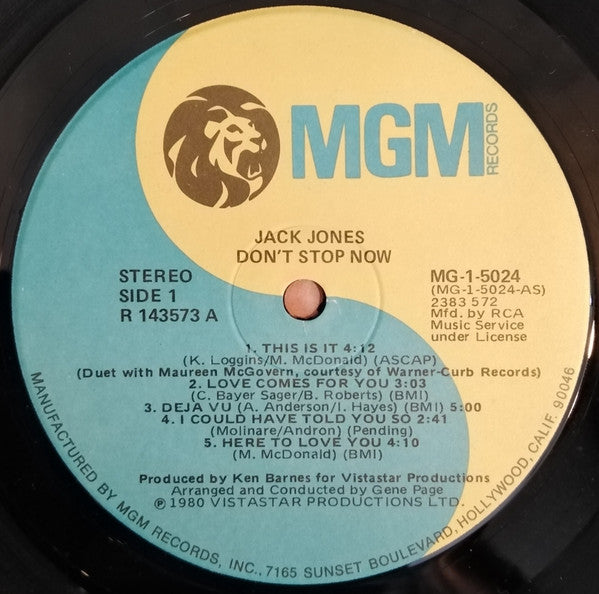 MGM
RECORDS
JACK JONES
DON'T STOP NOW
STEREO
SIDE 1
R 143573 A
MG-1-5024
(MG-1-5024-AS)
2383 572
Mfd. by RCA
Music Service
under License
1. THIS IS IT 4:12
(K. Loggins/M. McDonald) (ASCAP)
(Duet with Maureen McGovern, courtesy of Warner-Curb Records)
2. LOVE COMES FOR YOU 3:03
(C. Bayer Sager/B. Roberts) (BMI)
3. DEJA VU (A. Anderson/I. Hayes) (BMI) 5:00
4. I COULD HAVE TOLD YOU SO 2:41
(Molinare/Andron) (Pending)
5. HERE TO LOVE YOU 4:10
(M. McDonald) (BMI)
Produced by Ken Barnes for Vistastar Productions
Arranged and Conducted by Gene Page
℗ 1980 VISTASTAR PRODUCTIONS LTD.
MANUFACTURED BY MGM RECORDS, INC., 7165 SUNSET BOULEVARD, HOLLYWOOD, CALIF. 90046